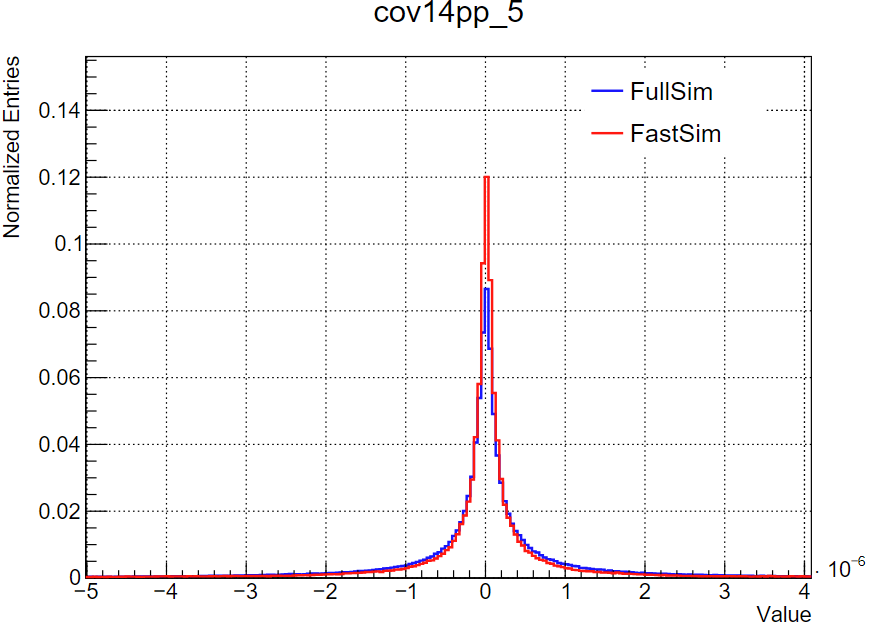 cov14pp_5
Normalized Entries
FullSim
FastSim
0.14
0.12
0.1
0.08
0.06
0.04
0.02
0
−5 −4 −3 −2 −1 0 1 2 3 4
· 10−6
Value